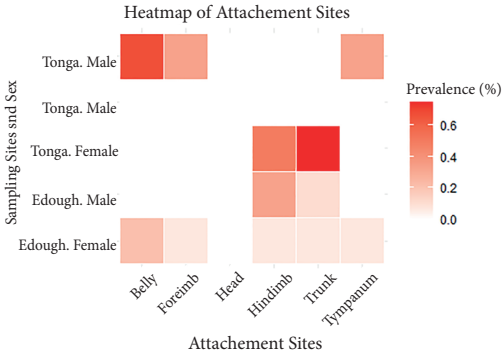 Heatmap of Attachement Sites
Sampling Sites snd Sex
Tonga. Male
Tonga. Male
Tonga. Female
Edough. Male
Edough. Female
Belly
Foreimb
Head
Hindimb
Trunk
Tympanum
Attachement Sites
Prevalence (%)
0.6
0.4
0.2
0.0